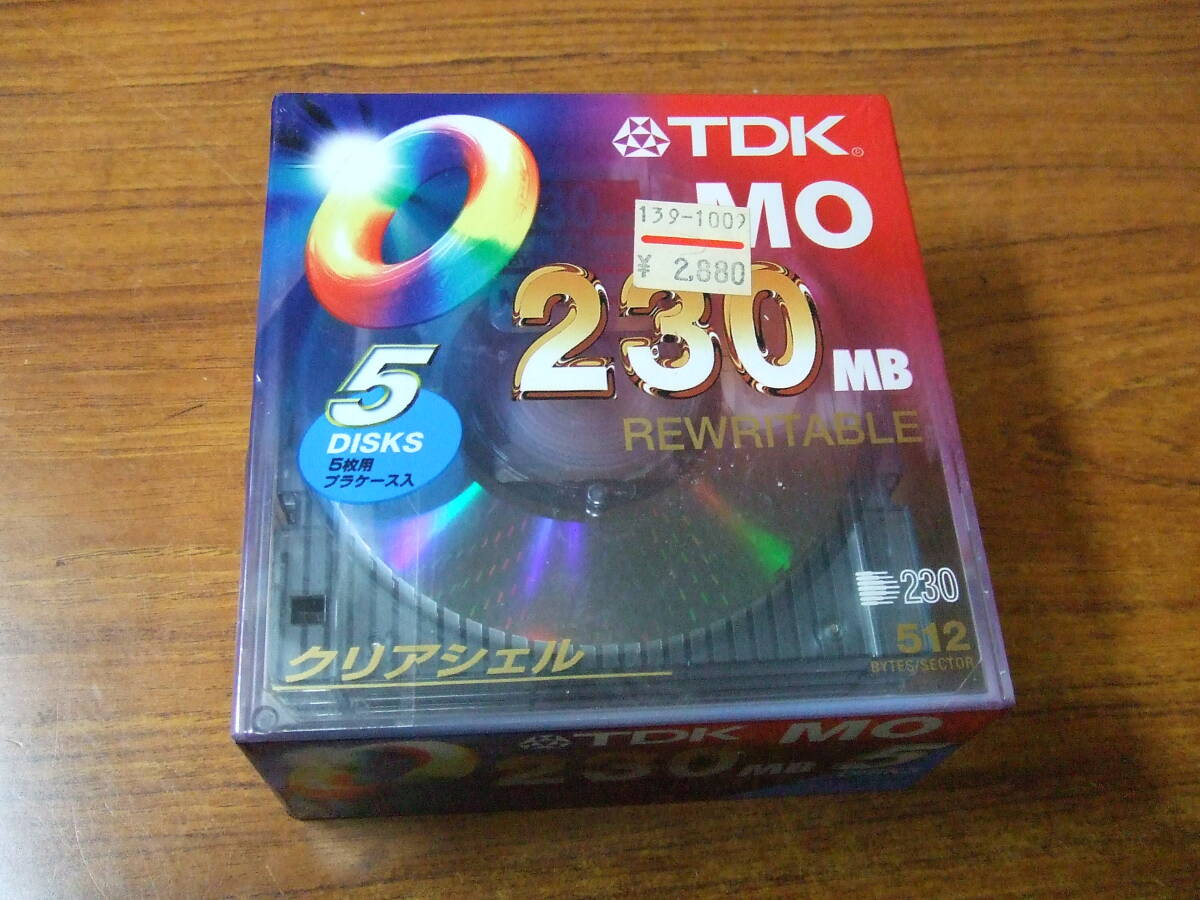 TDK
MO
139-1009
¥ 2,880
230MB
REWRITABLE
5
DISKS
5枚用
プラケース入
230
512
BYTES/SECTOR
クリアシェル
TDK MO
230MB 5